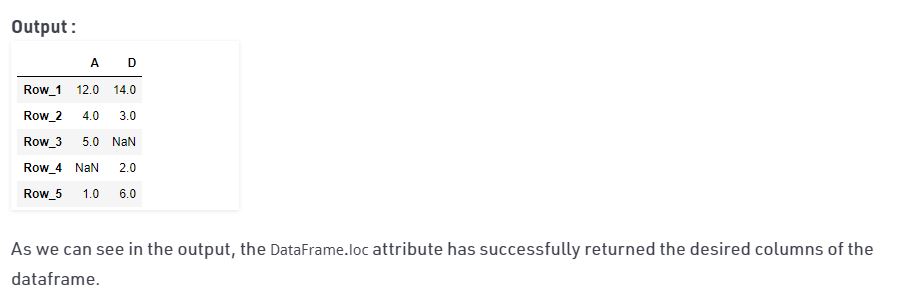 Output :
A D
Row_1 12.0 14.0
Row_2 4.0 3.0
Row_3 5.0 NaN
Row_4 NaN 2.0
Row_5 1.0 6.0
As we can see in the output, the DataFrame.loc attribute has successfully returned the desired columns of the
dataframe.